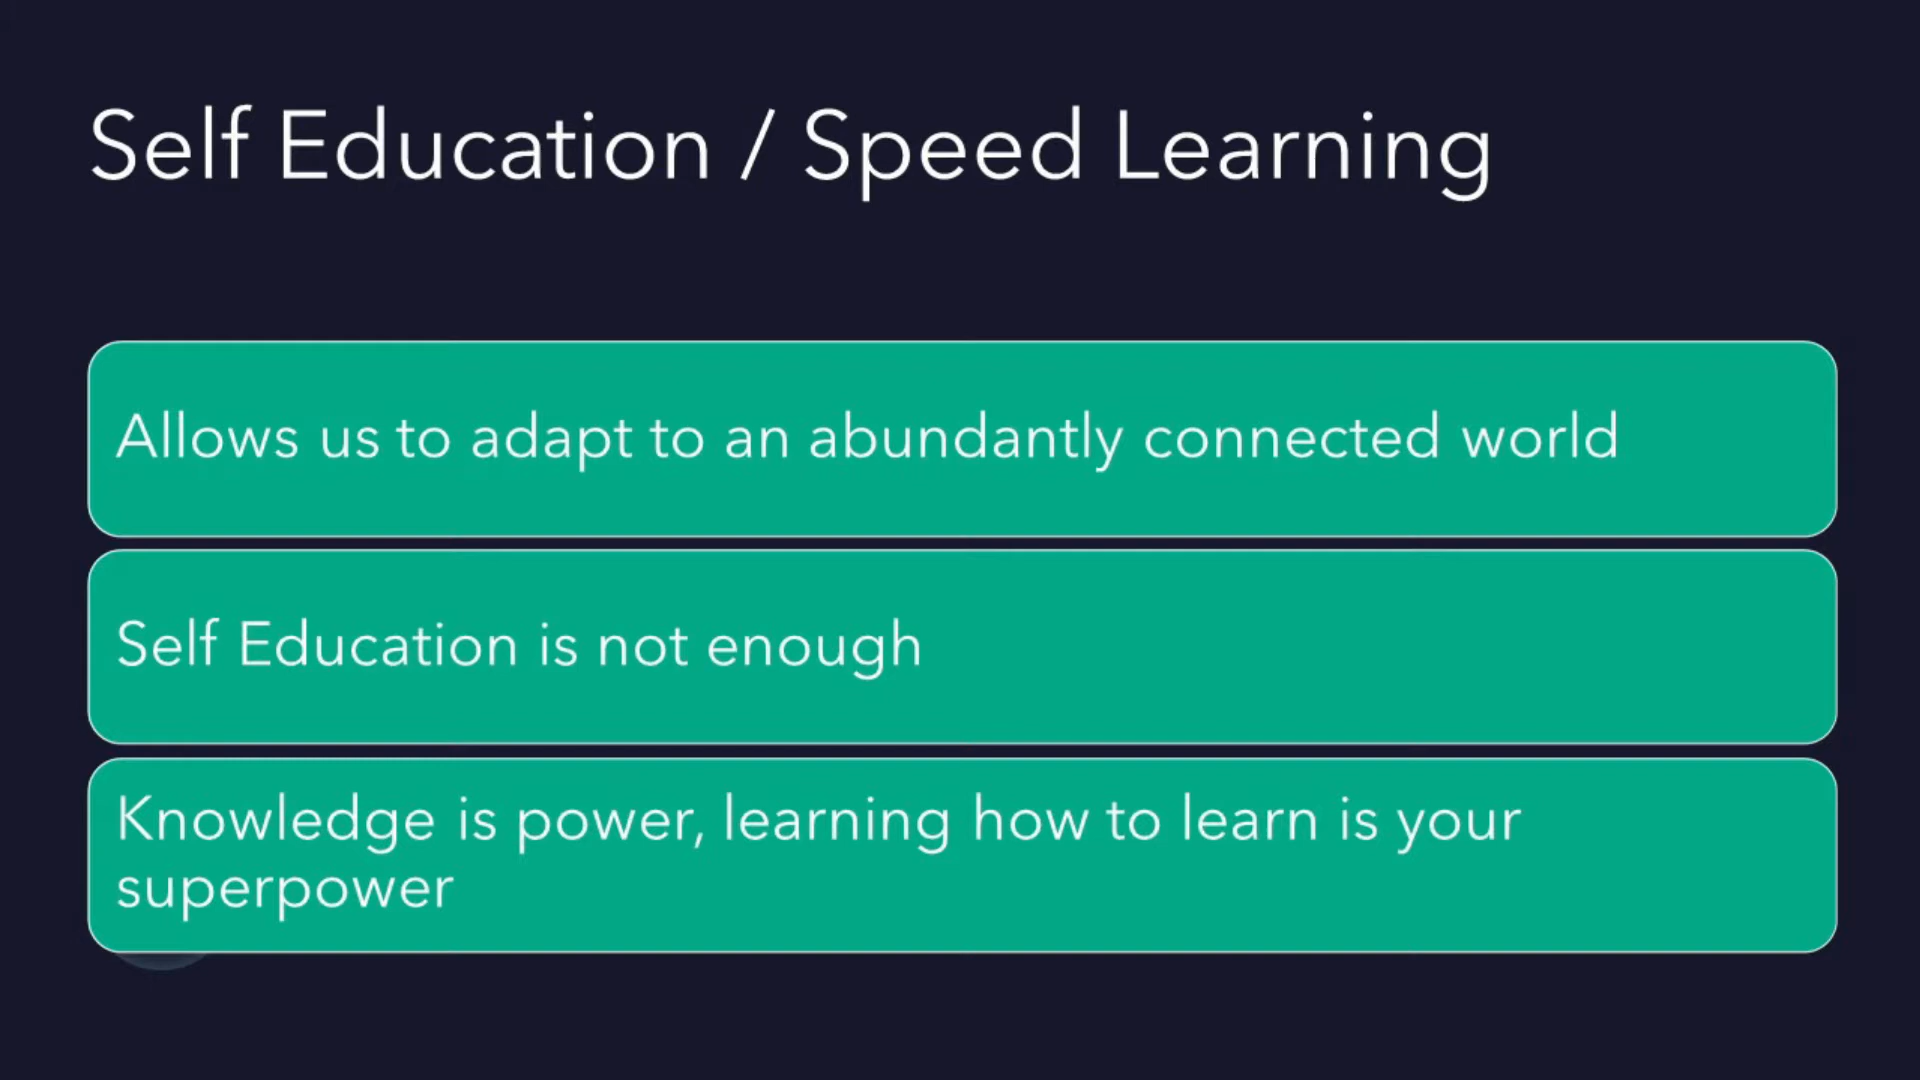 Self Education / Speed Learning
Allows us to adapt to an abundantly connected world
Self Education is not enough
Knowledge is power, learning how to learn is your
superpower